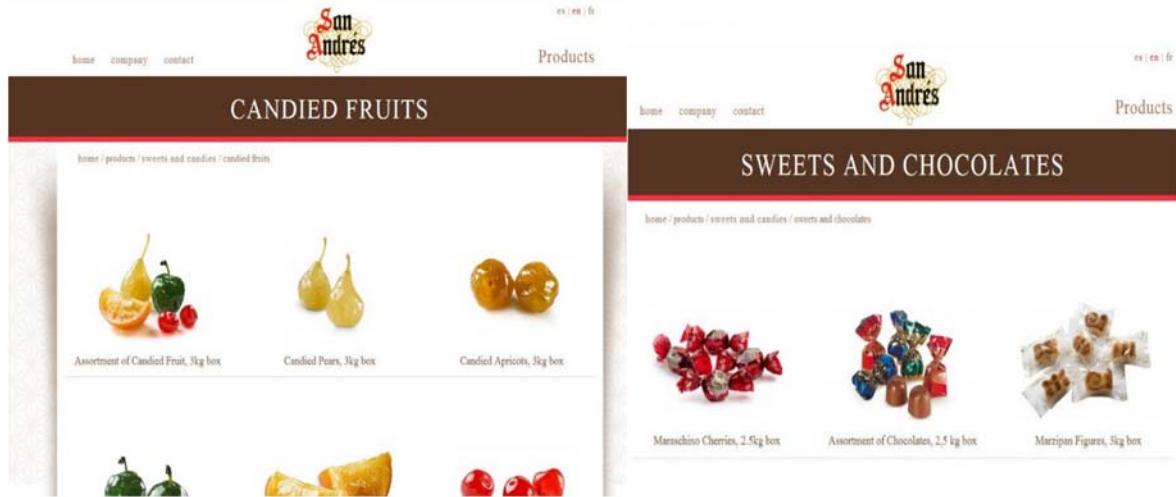 es | en | fr
San
Andrés
home company contact
Products
CANDIED FRUITS
home / products / sweets and candies / candied fruits
Assortment of Candied Fruit, 3kg box
Candied Pears, 3kg box
Candied Apricots, 3kg box
es | en | fr
San
Andrés
home company contact
Products
SWEETS AND CHOCOLATES
home / products / sweets and candies / sweets and chocolates
Maraschino Cherries, 2.5kg box
Assortment of Chocolates, 2,5 kg box
Marzipan Figures, 3kg box